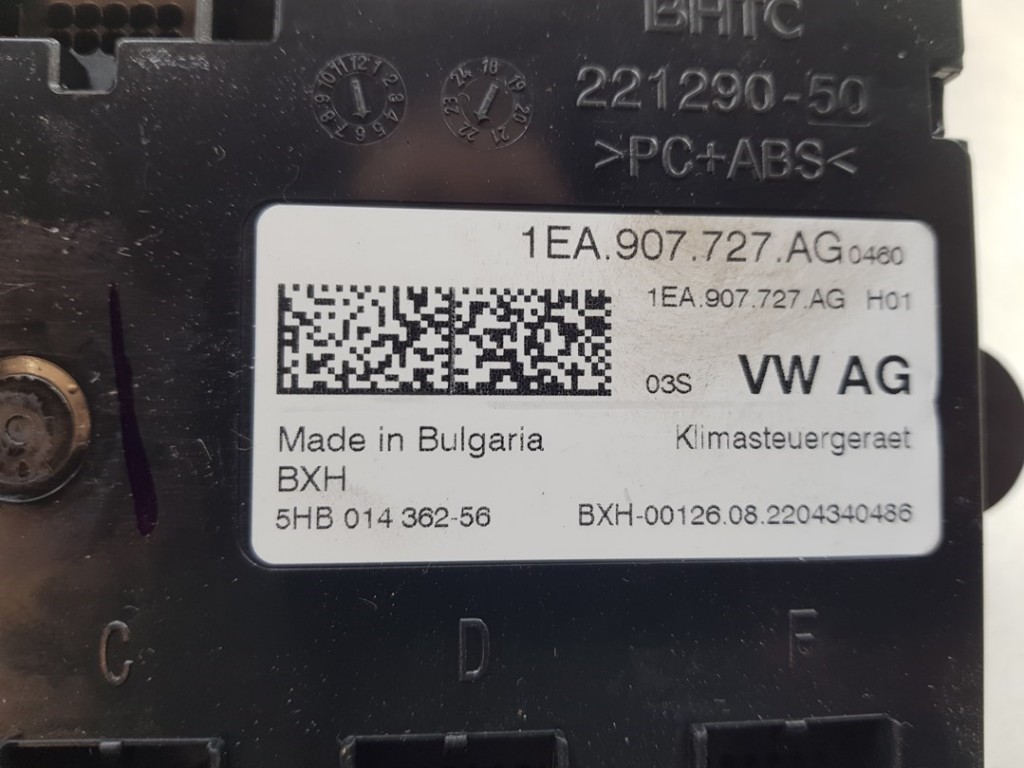 BHTC
221290-50
>PC+ABS<
1EA.907.727.AG 0460
1EA.907.727.AG H01
03S VW AG
Made in Bulgaria Klimasteuergeraet
BXH
5HB 014 362-56 BXH-00126.08.2204340486
C D F